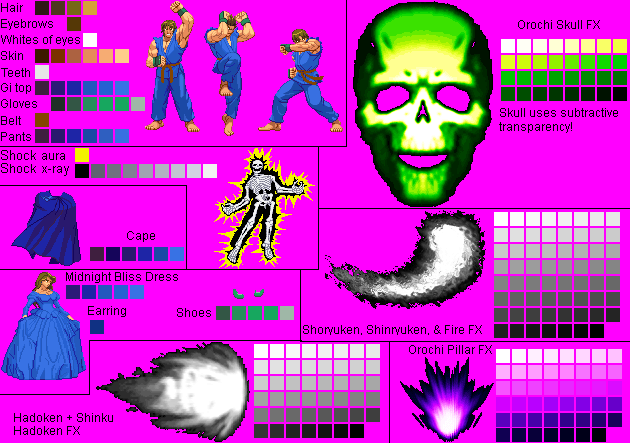 Hair
Eyebrows
Whites of eyes
Skin
Teeth
Gi top
Gloves
Belt
Pants
Orochi Skull FX
Skull uses subtractive
transparency!
Shock aura
Shock x-ray
Cape
Midnight Bliss Dress
Earring
Shoes
Shoryuken, Shinryuken, & Fire FX
Hadoken + Shinku
Hadoken FX
Orochi Pillar FX